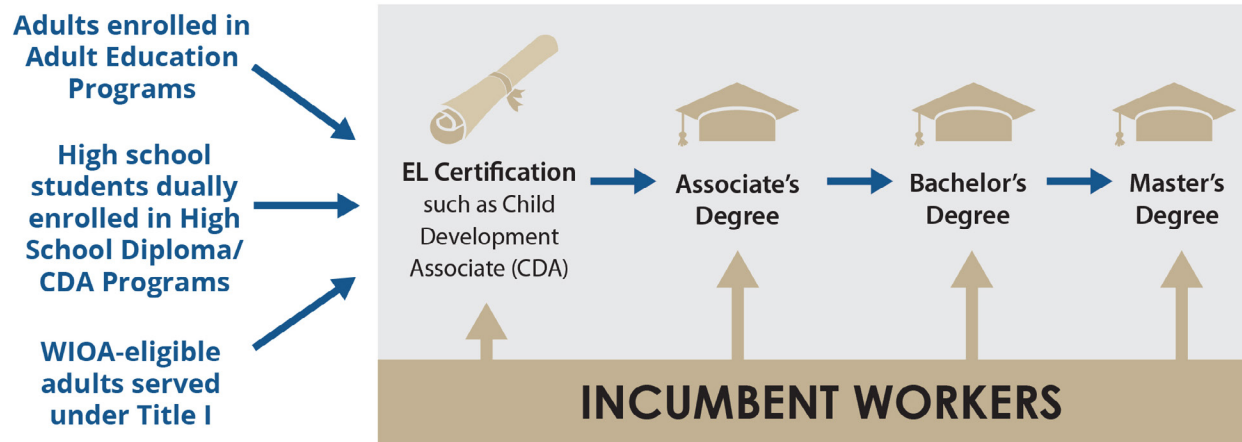 Adults enrolled in
Adult Education
Programs
High school
students dually
enrolled in High
School Diploma/
CDA Programs
WIOA-eligible
adults served
under Title I
EL Certification
such as Child
Development
Associate (CDA)
Associate's
Degree
Bachelor's
Degree
Master's
Degree
INCUMBENT WORKERS